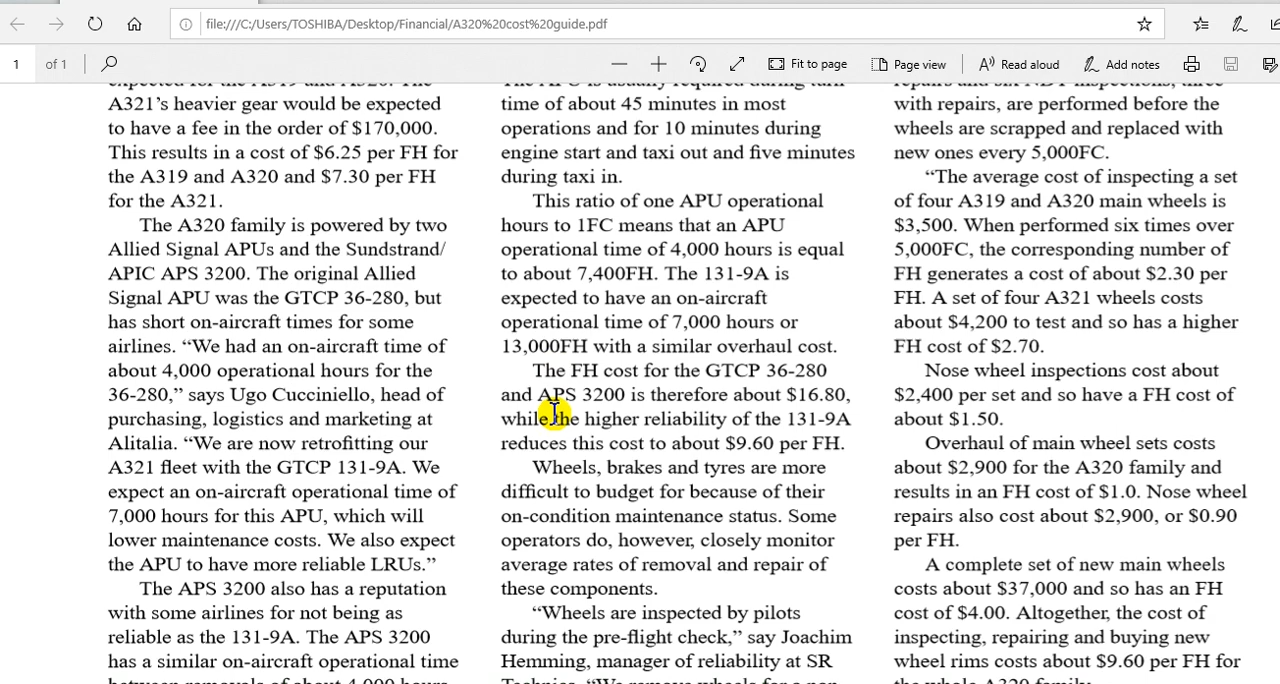 file:///C:/Users/TOSHIBA/Desktop/Financial/A320%20cost%20guide.pdf
1 of 1
Fit to page
Page view
Read aloud
Add notes
A321's heavier gear would be expected
to have a fee in the order of $170,000.
This results in a cost of $6.25 per FH for
the A319 and A320 and $7.30 per FH
for the A321.
The A320 family is powered by two
Allied Signal APUs and the Sundstrand/
APIC APS 3200. The original Allied
Signal APU was the GTCP 36-280, but
has short on-aircraft times for some
airlines. “We had an on-aircraft time of
about 4,000 operational hours for the
36-280,” says Ugo Cucciniello, head of
purchasing, logistics and marketing at
Alitalia. “We are now retrofitting our
A321 fleet with the GTCP 131-9A. We
expect an on-aircraft operational time of
7,000 hours for this APU, which will
lower maintenance costs. We also expect
the APU to have more reliable LRUs.”
The APS 3200 also has a reputation
with some airlines for not being as
reliable as the 131-9A. The APS 3200
has a similar on-aircraft operational time
between removals of about 4,000 hours
time of about 45 minutes in most
operations and for 10 minutes during
engine start and taxi out and five minutes
during taxi in.
This ratio of one APU operational
hours to 1FC means that an APU
operational time of 4,000 hours is equal
to about 7,400FH. The 131-9A is
expected to have an on-aircraft
operational time of 7,000 hours or
13,000FH with a similar overhaul cost.
The FH cost for the GTCP 36-280
and APS 3200 is therefore about $16.80,
while the higher reliability of the 131-9A
reduces this cost to about $9.60 per FH.
Wheels, brakes and tyres are more
difficult to budget for because of their
on-condition maintenance status. Some
operators do, however, closely monitor
average rates of removal and repair of
these components.
“Wheels are inspected by pilots
during the pre-flight check,” say Joachim
Hemming, manager of reliability at SR
with repairs, are performed before the
wheels are scrapped and replaced with
new ones every 5,000FC.
“The average cost of inspecting a set
of four A319 and A320 main wheels is
$3,500. When performed six times over
5,000FC, the corresponding number of
FH generates a cost of about $2.30 per
FH. A set of four A321 wheels costs
about $4,200 to test and so has a higher
FH cost of $2.70.
Nose wheel inspections cost about
$2,400 per set and so have a FH cost of
about $1.50.
Overhaul of main wheel sets costs
about $2,900 for the A320 family and
results in an FH cost of $1.0. Nose wheel
repairs also cost about $2,900, or $0.90
per FH.
A complete set of new main wheels
costs about $37,000 and so has an FH
cost of $4.00. Altogether, the cost of
inspecting, repairing and buying new
wheel rims costs about $9.60 per FH for
the whole A320 family.